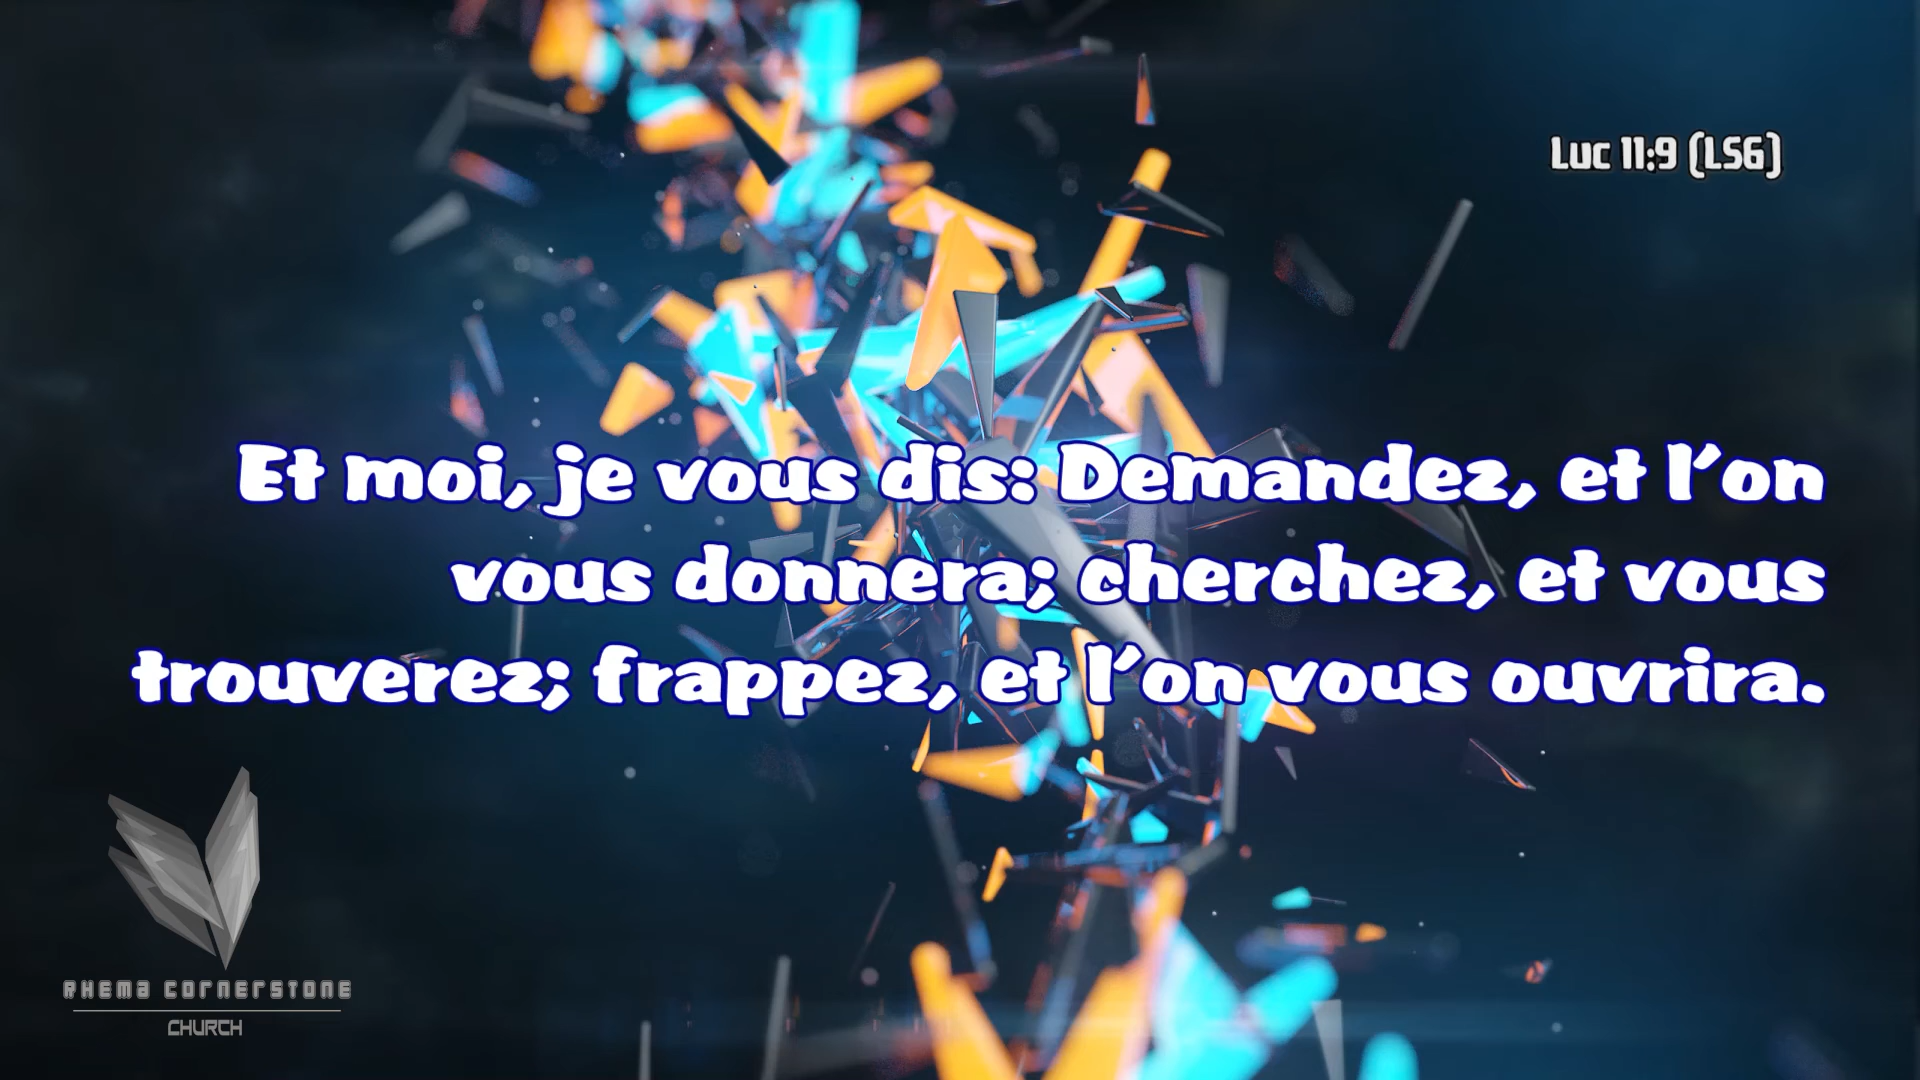 Luc 11:9 (LSG)
Et moi, je vous dis: Demandez, et l'on
vous donnera; cherchez, et vous
trouverez; frappez, et l'on vous ouvrira.
RHEMA CORNERSTONE
CHURCH